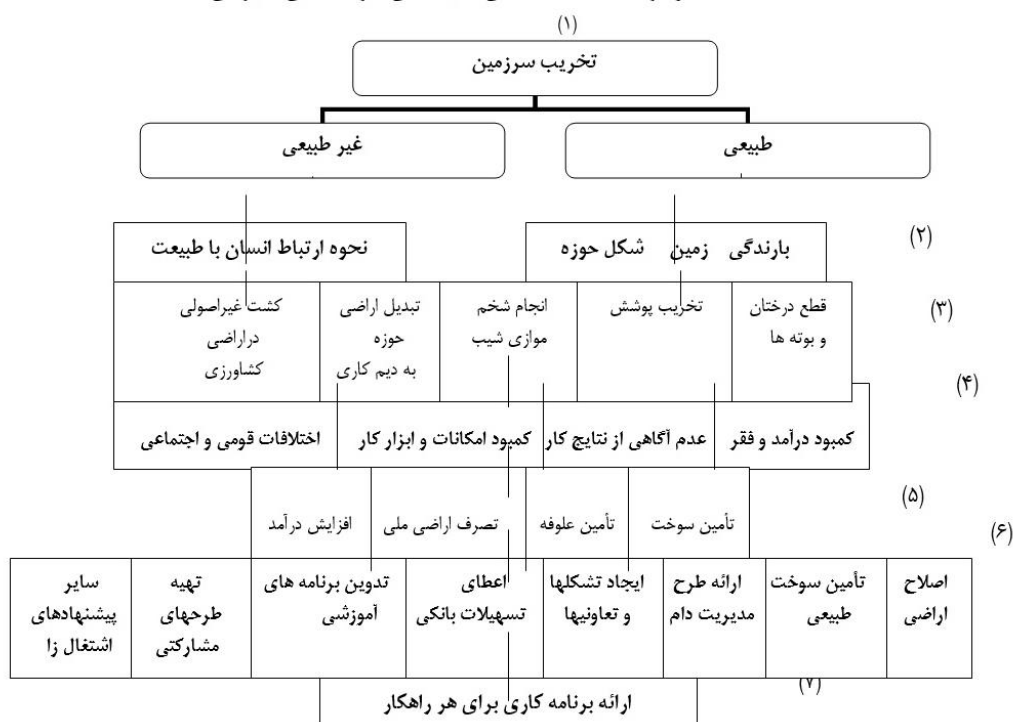 (۱)
تخریب سرزمین
طبیعی
غیر طبیعی
(۲)
بارندگی زمین شکل حوزه
نحوه ارتباط انسان با طبیعت
(۳)
قطع درختان
و بوته ها
تخریب پوشش
انجام شخم
موازی شیب
تبدیل اراضی
حوزه
به دیم کاری
کشت غیراصولی
دراراضی
کشاورزی
(۴)
کمبود درآمد و فقر
عدم آگاهی از نتایج کار
کمبود امکانات و ابزار کار
اختلافات قومی و اجتماعی
(۵)
تأمین سوخت
تأمین علوفه
تصرف اراضی ملی
افزایش درآمد
(۶)
اصلاح
اراضی
تأمین سوخت
طبیعی
ارائه طرح
مدیریت دام
ایجاد تشکلها
و تعاونیها
اعطای
تسهیلات بانکی
تدوین برنامه های
آموزشی
تهیه
طرحهای
مشارکتی
سایر
پیشنهادهای
اشتغال زا
(۷)
ارائه برنامه کاری برای هر راهکار